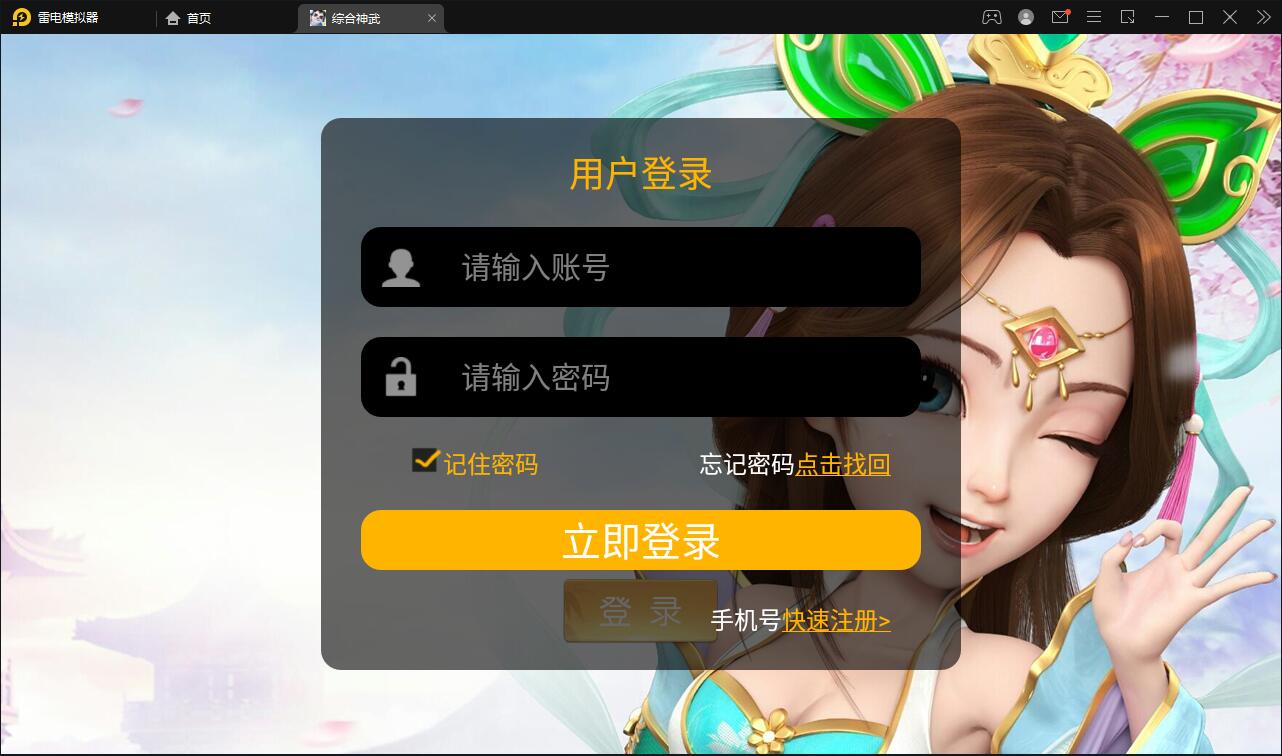 雷电模拟器 首页 综合神武
用户登录
请输入账号
请输入密码
记住密码 忘记密码点击找回
立即登录
登 录
手机号快速注册>